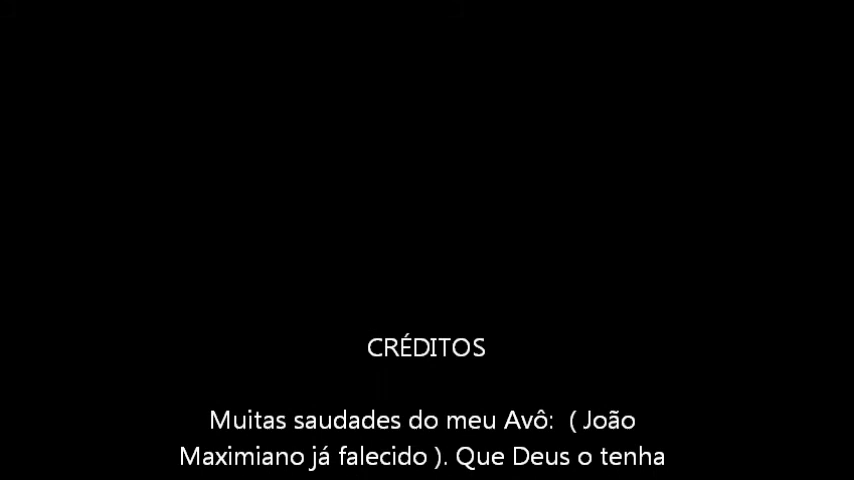 CRÉDITOS
Muitas saudades do meu Avô: ( João
Maximiano já falecido ). Que Deus o tenha